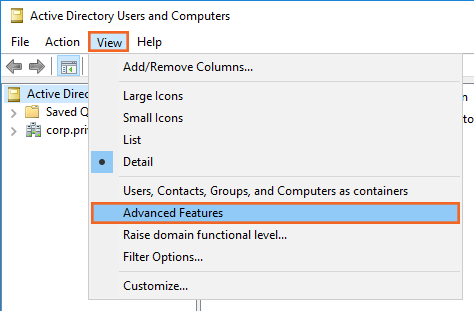 Active Directory Users and Computers
File Action View Help
Add/Remove Columns...
Large Icons
Small Icons
List
Detail
Users, Contacts, Groups, and Computers as containers
Advanced Features
Raise domain functional level...
Filter Options...
Customize...
Active Direc
Saved Q
corp.pri